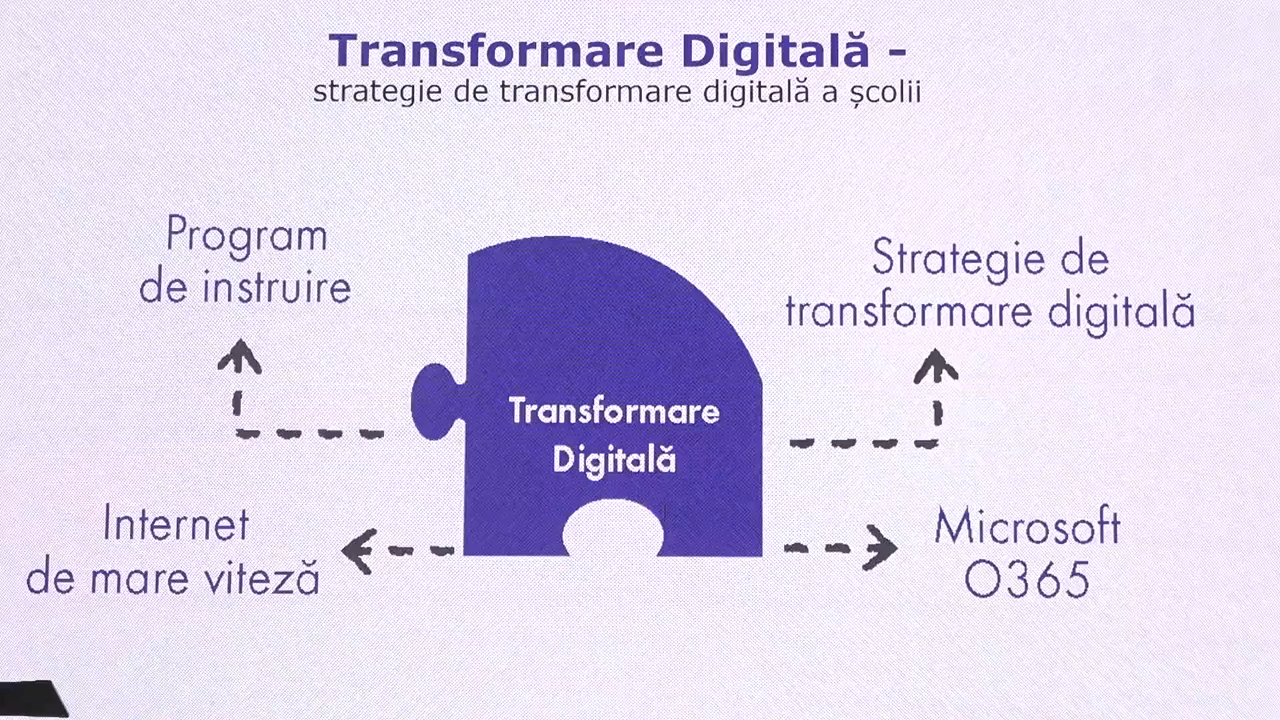 Transformare Digitală -
strategie de transformare digitală a școlii
Program
de instruire
Strategie de
transformare digitală
Transformare
Digitală
Internet
de mare viteză
Microsoft
O365